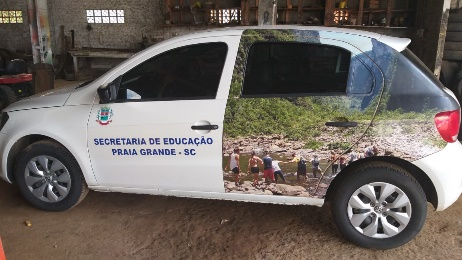 SECRETARIA DE EDUCAÇÃO
PRAIA GRANDE - SC